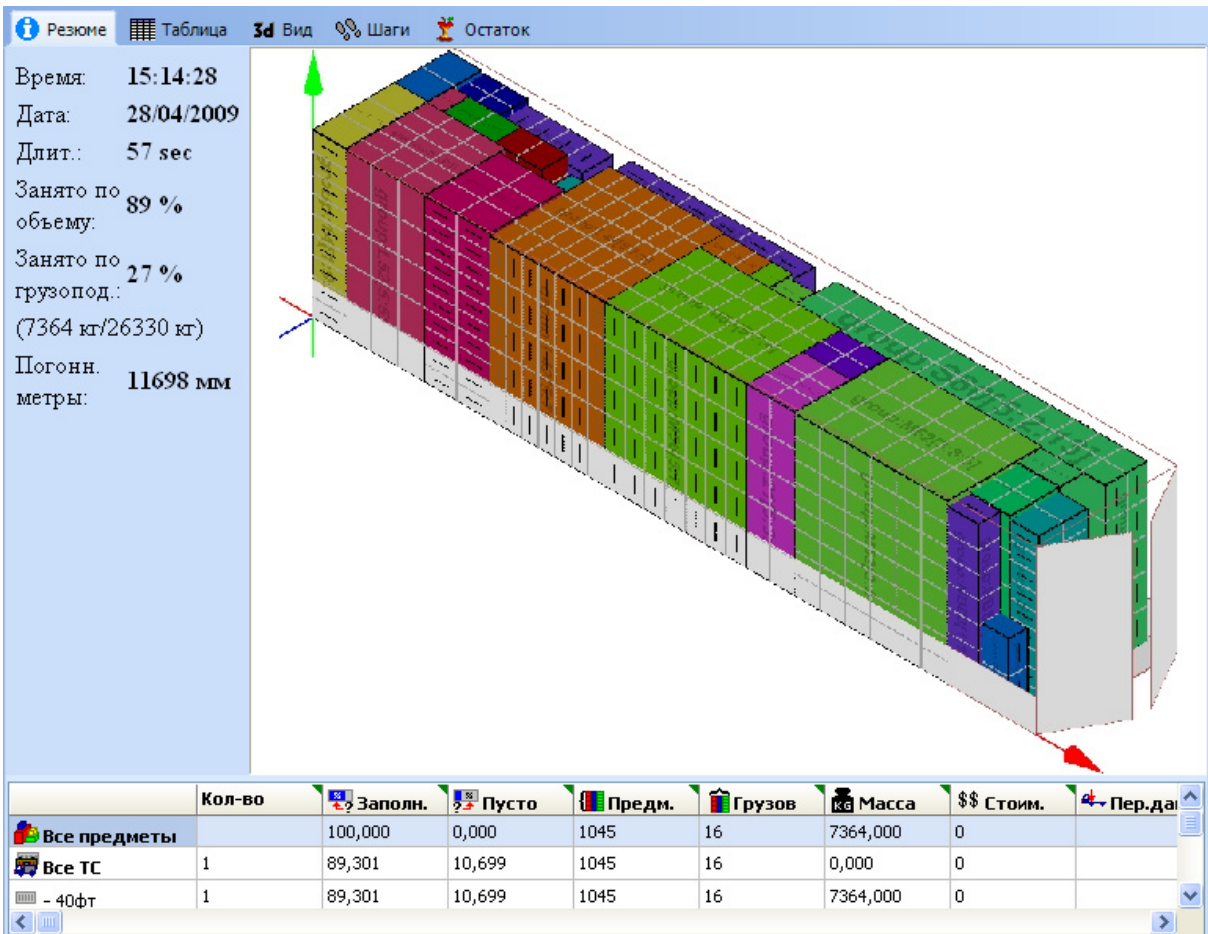 Резюме Таблица 3d Вид Шаги Остаток
Время: 15:14:28
Дата: 28/04/2009
Длит.: 57 sec
Занято по
объему: 89 %
Занято по
грузопод.: 27 %
(7364 кг/26330 кг)
Погонн.
метры: 11698 мм
Кол-во Заполн. Пусто Предм. Грузов KG Масса $$ Стоим. Пер.да
Все предметы 100,000 0,000 1045 16 7364,000 0
Все ТС 1 89,301 10,699 1045 16 0,000 0
- 40фт 1 89,301 10,699 1045 16 7364,000 0